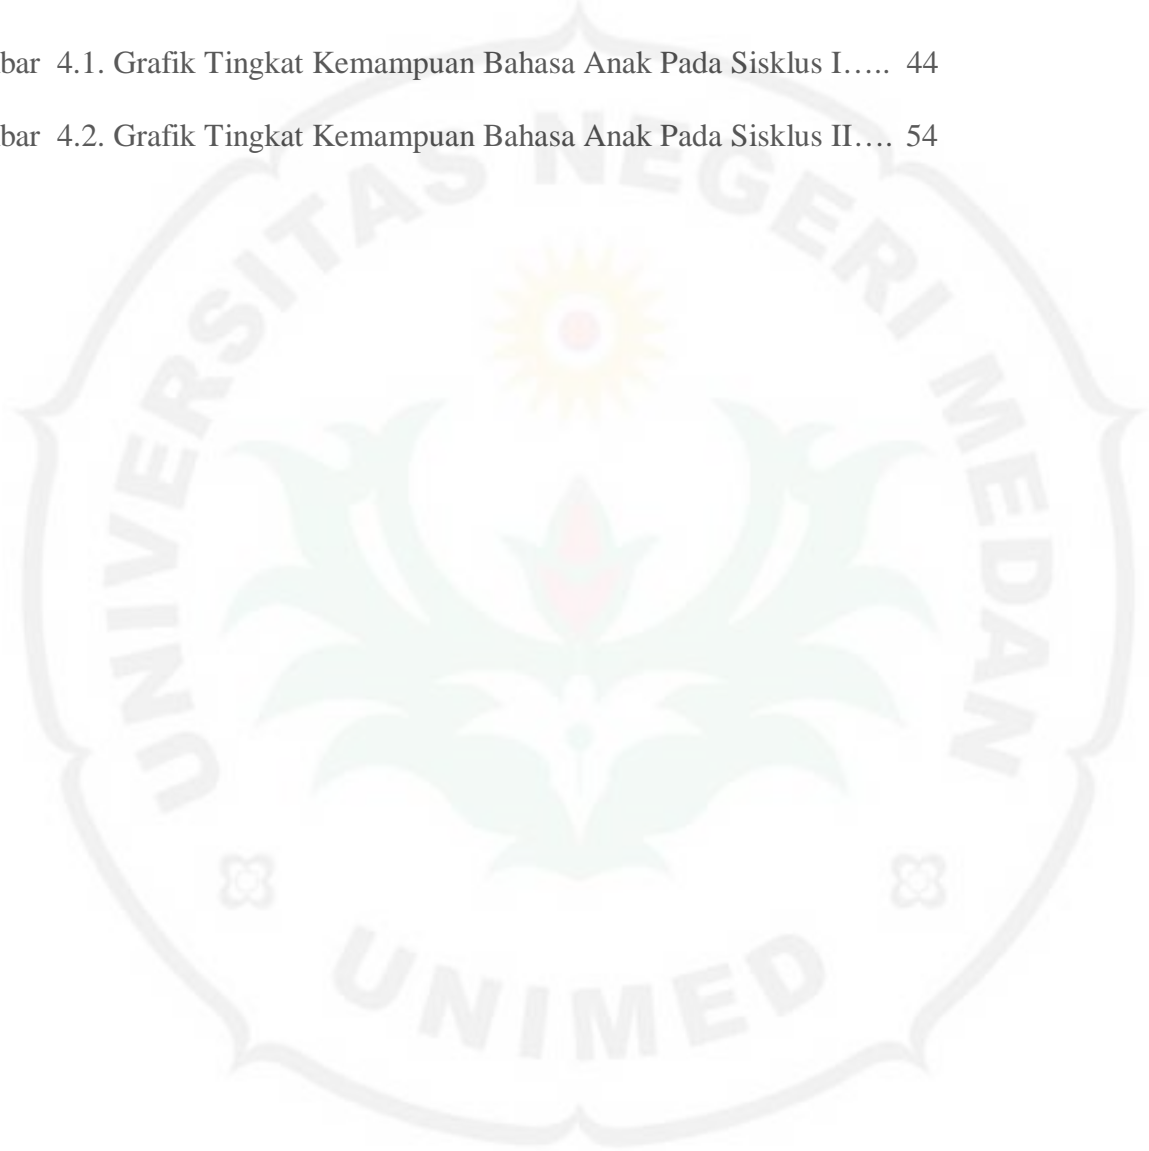 bar 4.1. Grafik Tingkat Kemampuan Bahasa Anak Pada Sisklus I….. 44
bar 4.2. Grafik Tingkat Kemampuan Bahasa Anak Pada Sisklus II…. 54
UNIVERSITAS NEGERI MEDAN
UNIMED